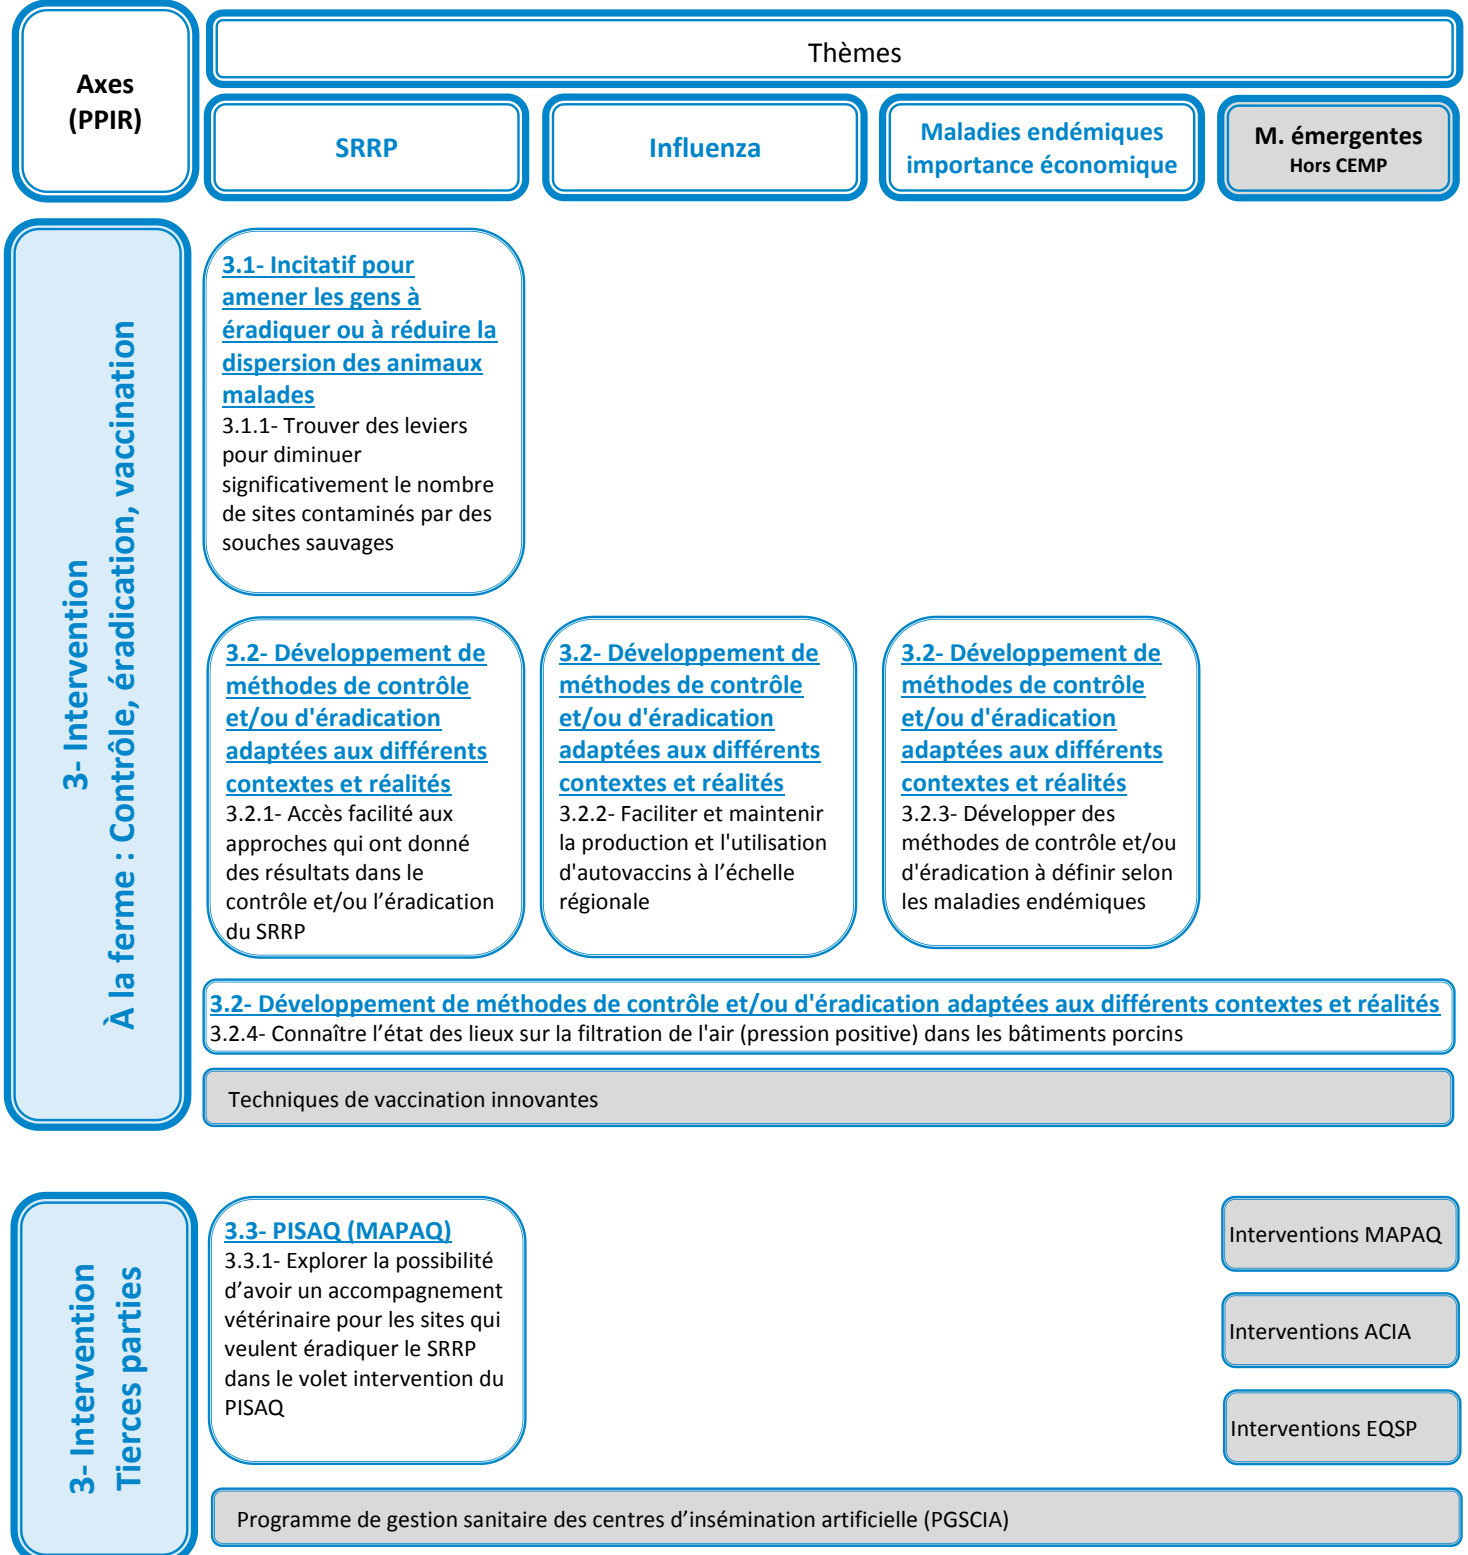 Axes
(PPIR)
Thèmes
SRRP
Influenza
Maladies endémiques
importance économique
M. émergentes
Hors CEMP
3- Intervention
À la ferme : Contrôle, éradication, vaccination
3.1- Incitatif pour
amener les gens à
éradiquer ou à réduire la
dispersion des animaux
malades
3.1.1- Trouver des leviers
pour diminuer
significativement le nombre
de sites contaminés par des
souches sauvages
3.2- Développement de
méthodes de contrôle
et/ou d'éradication
adaptées aux différents
contextes et réalités
3.2.1- Accès facilité aux
approches qui ont donné
des résultats dans le
contrôle et/ou l’éradication
du SRRP
3.2- Développement de
méthodes de contrôle
et/ou d'éradication
adaptées aux différents
contextes et réalités
3.2.2- Faciliter et maintenir
la production et l'utilisation
d'autovaccins à l’échelle
régionale
3.2- Développement de
méthodes de contrôle
et/ou d'éradication
adaptées aux différents
contextes et réalités
3.2.3- Développer des
méthodes de contrôle et/ou
d'éradication à définir selon
les maladies endémiques
3.2- Développement de méthodes de contrôle et/ou d'éradication adaptées aux différents contextes et réalités
3.2.4- Connaître l’état des lieux sur la filtration de l'air (pression positive) dans les bâtiments porcins
Techniques de vaccination innovantes
3- Intervention
Tierces parties
3.3- PISAQ (MAPAQ)
3.3.1- Explorer la possibilité
d’avoir un accompagnement
vétérinaire pour les sites qui
veulent éradiquer le SRRP
dans le volet intervention du
PISAQ
Interventions MAPAQ
Interventions ACIA
Interventions EQSP
Programme de gestion sanitaire des centres d’insémination artificielle (PGSCIA)